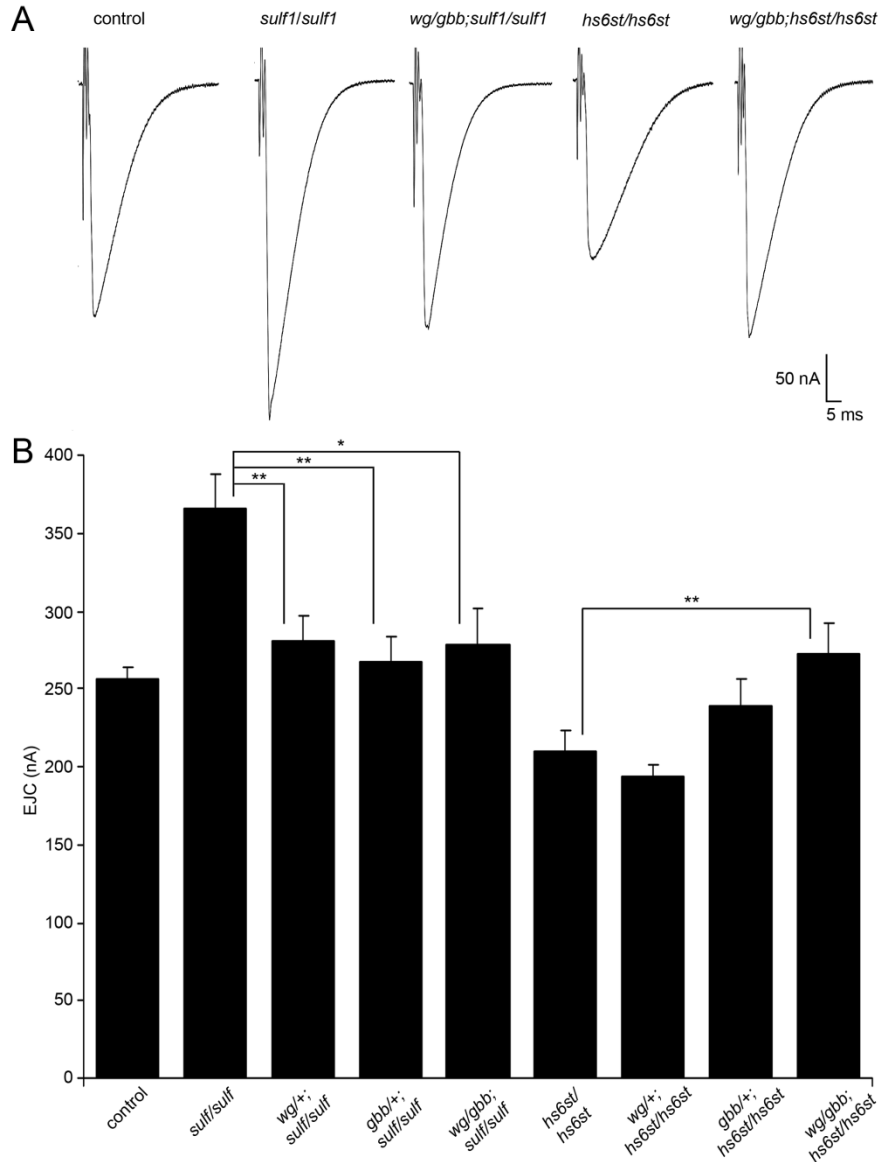 A
control
sulf1/sulf1
wg/gbb;sulf1/sulf1
hs6st/hs6st
wg/gbb;hs6st/hs6st
50 nA
5 ms
B
400
350
300
250
200
150
100
50
0
EJC (nA)
*
**
**
**
control
sulf/sulf
wg/+;
sulf/sulf
gbb/+;
sulf/sulf
wg/gbb;
sulf/sulf
hs6st/
hs6st
wg/+;
hs6st/hs6st
gbb/+;
hs6st/hs6st
wg/gbb;
hs6st/hs6st